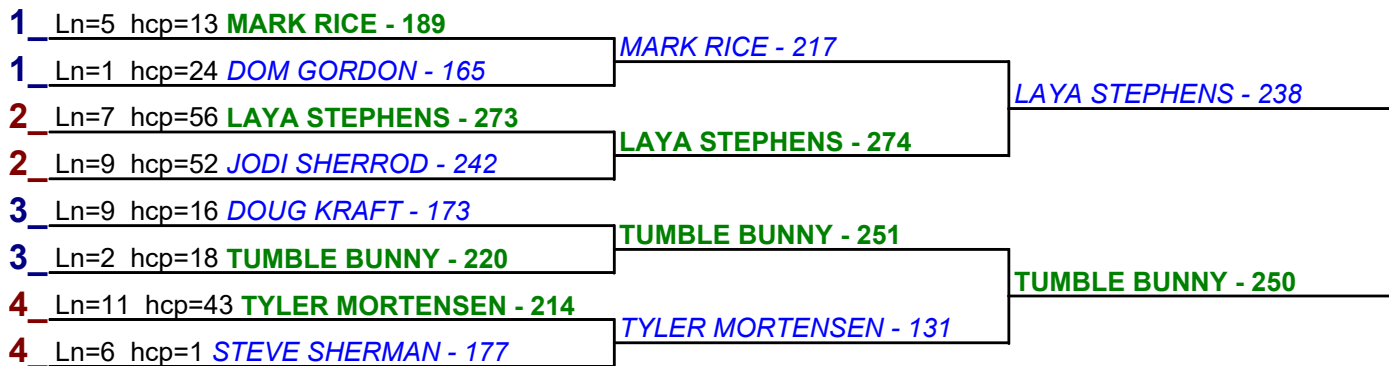 1_ Ln=5 hcp=13 MARK RICE - 189
MARK RICE - 217
1_ Ln=1 hcp=24 DOM GORDON - 165
LAYA STEPHENS - 238
2_ Ln=7 hcp=56 LAYA STEPHENS - 273
LAYA STEPHENS - 274
2_ Ln=9 hcp=52 JODI SHERROD - 242
3_ Ln=9 hcp=16 DOUG KRAFT - 173
TUMBLE BUNNY - 251
3_ Ln=2 hcp=18 TUMBLE BUNNY - 220
TUMBLE BUNNY - 250
4_ Ln=11 hcp=43 TYLER MORTENSEN - 214
TYLER MORTENSEN - 131
4_ Ln=6 hcp=1 STEVE SHERMAN - 177